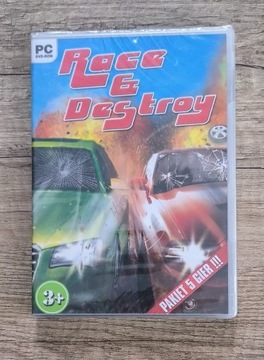 PC
DVD-ROM
Race
&
Destroy
PAKIET 5 GIER !!!
3+